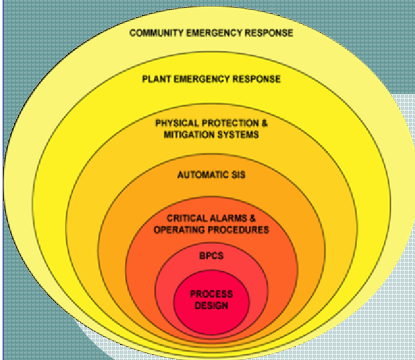 COMMUNITY EMERGENCY RESPONSE
PLANT EMERGENCY RESPONSE
PHYSICAL PROTECTION &
MITIGATION SYSTEMS
AUTOMATIC SIS
CRITICAL ALARMS &
OPERATING PROCEDURES
BPCS
PROCESS
DESIGN